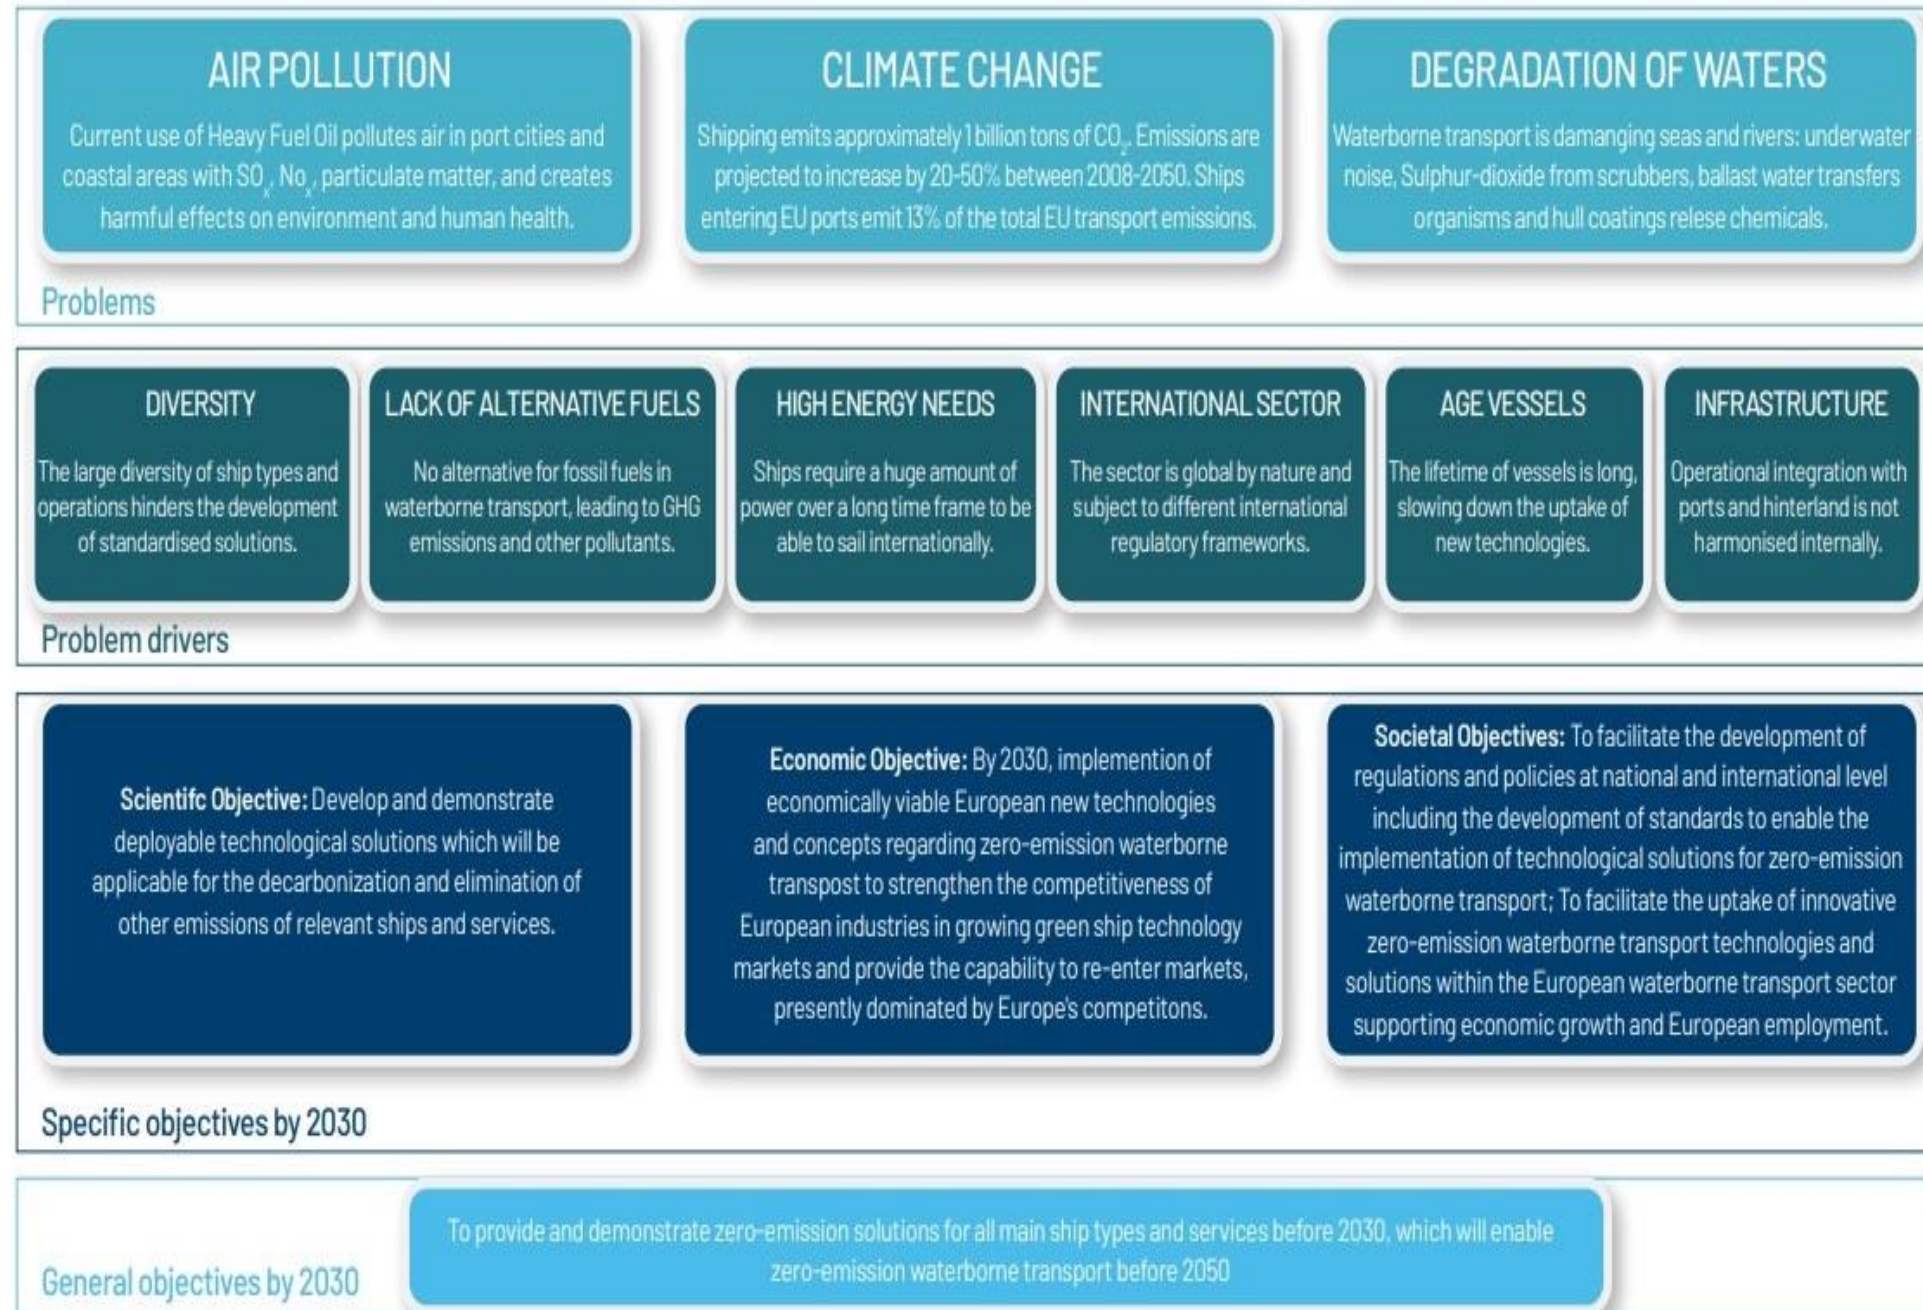 AIR POLLUTION
Current use of Heavy Fuel Oil pollutes air in port cities and
coastal areas with SOₓ, Noₓ, particulate matter, and creates
harmful effects on environment and human health.
CLIMATE CHANGE
Shipping emits approximately 1 billion tons of CO₂. Emissions are
projected to increase by 20-50% between 2008-2050. Ships
entering EU ports emit 13% of the total EU transport emissions.
DEGRADATION OF WATERS
Waterborne transport is damanging seas and rivers: underwater
noise, Sulphur-dioxide from scrubbers, ballast water transfers
organisms and hull coatings relese chemicals.
Problems
DIVERSITY
The large diversity of ship types and
operations hinders the development
of standardised solutions.
LACK OF ALTERNATIVE FUELS
No alternative for fossil fuels in
waterborne transport, leading to GHG
emissions and other pollutants.
HIGH ENERGY NEEDS
Ships require a huge amount of
power over a long time frame to be
able to sail internationally.
INTERNATIONAL SECTOR
The sector is global by nature and
subject to different international
regulatory frameworks.
AGE VESSELS
The lifetime of vessels is long,
slowing down the uptake of
new technologies.
INFRASTRUCTURE
Operational integration with
ports and hinterland is not
harmonised internally.
Problem drivers
Scientifc Objective: Develop and demonstrate
deployable technological solutions which will be
applicable for the decarbonization and elimination of
other emissions of relevant ships and services.
Economic Objective: By 2030, implemention of
economically viable European new technologies
and concepts regarding zero-emission waterborne
transpost to strengthen the competitiveness of
European industries in growing green ship technology
markets and provide the capability to re-enter markets,
presently dominated by Europe's competitons.
Societal Objectives: To facilitate the development of
regulations and policies at national and international level
including the development of standards to enable the
implementation of technological solutions for zero-emission
waterborne transport; To facilitate the uptake of innovative
zero-emission waterborne transport technologies and
solutions within the European waterborne transport sector
supporting economic growth and European employment.
Specific objectives by 2030
To provide and demonstrate zero-emission solutions for all main ship types and services before 2030, which will enable
zero-emission waterborne transport before 2050
General objectives by 2030